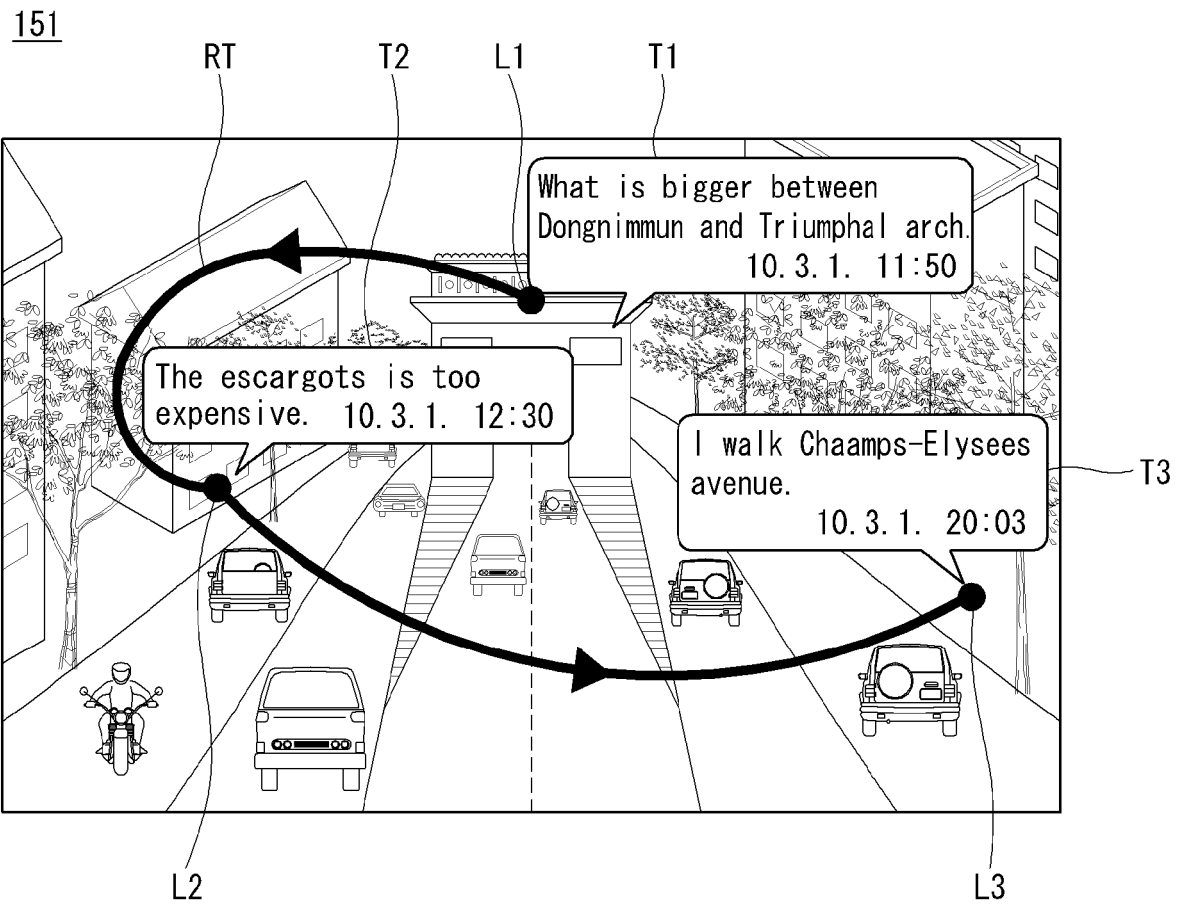 151
RT
T2
L1
T1
What is bigger between
Dongnimmun and Triumphal arch.
10.3.1. 11:50
The escargots is too
expensive. 10.3.1. 12:30
I walk Chaamps-Elysees
avenue.
10.3.1. 20:03
T3
L2
L3